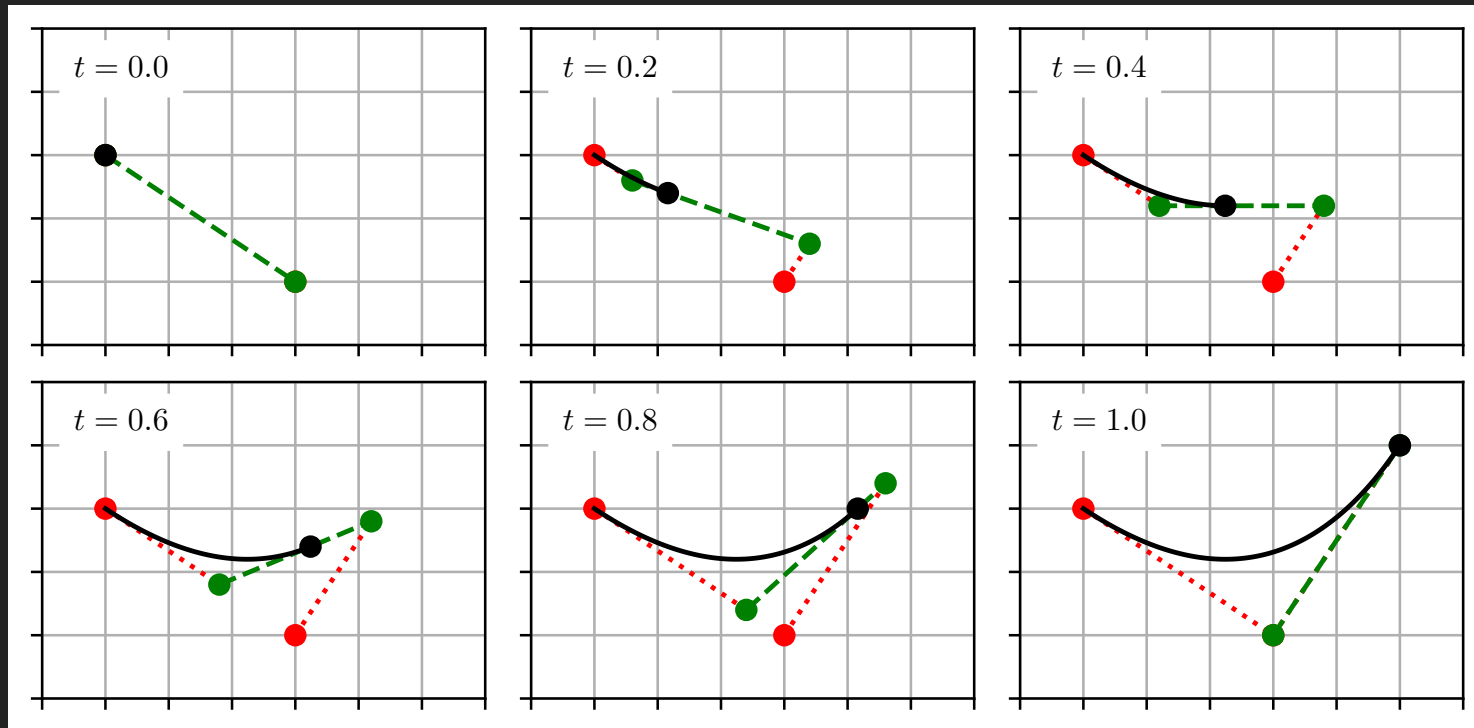 t = 0.0
t = 0.2
t = 0.4
t = 0.6
t = 0.8
t = 1.0